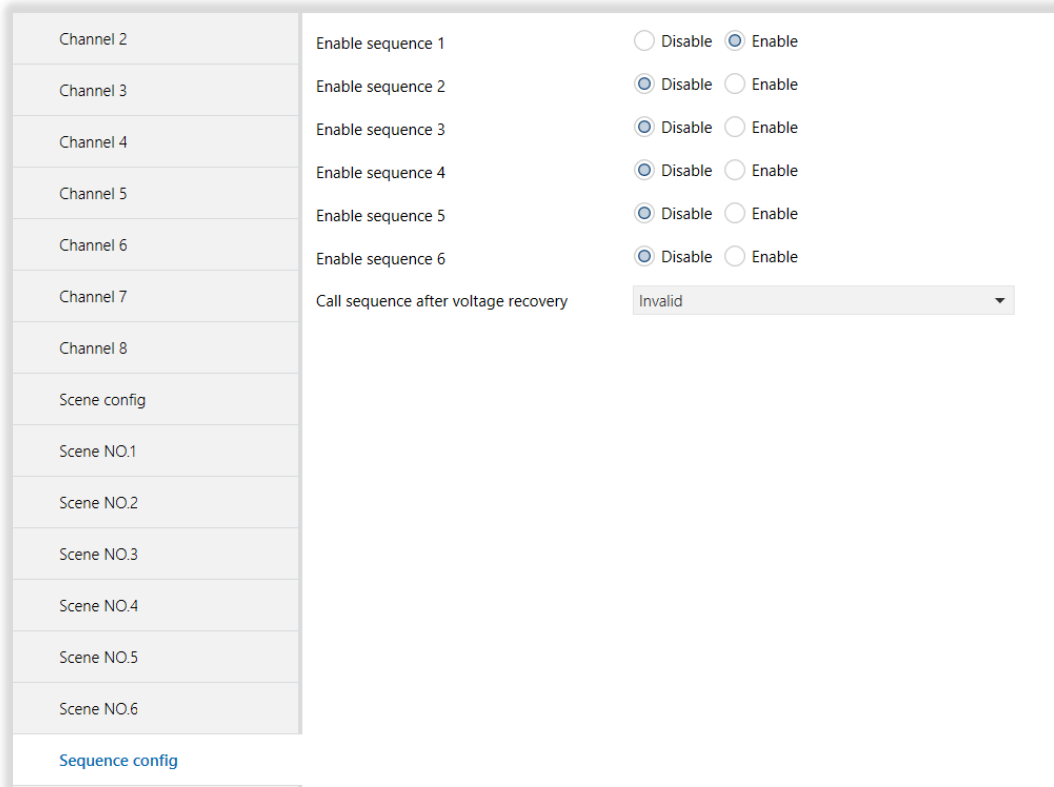 Channel 2
Channel 3
Channel 4
Channel 5
Channel 6
Channel 7
Channel 8
Scene config
Scene NO.1
Scene NO.2
Scene NO.3
Scene NO.4
Scene NO.5
Scene NO.6
Sequence config
Enable sequence 1 Disable Enable
Enable sequence 2 Disable Enable
Enable sequence 3 Disable Enable
Enable sequence 4 Disable Enable
Enable sequence 5 Disable Enable
Enable sequence 6 Disable Enable
Call sequence after voltage recovery Invalid